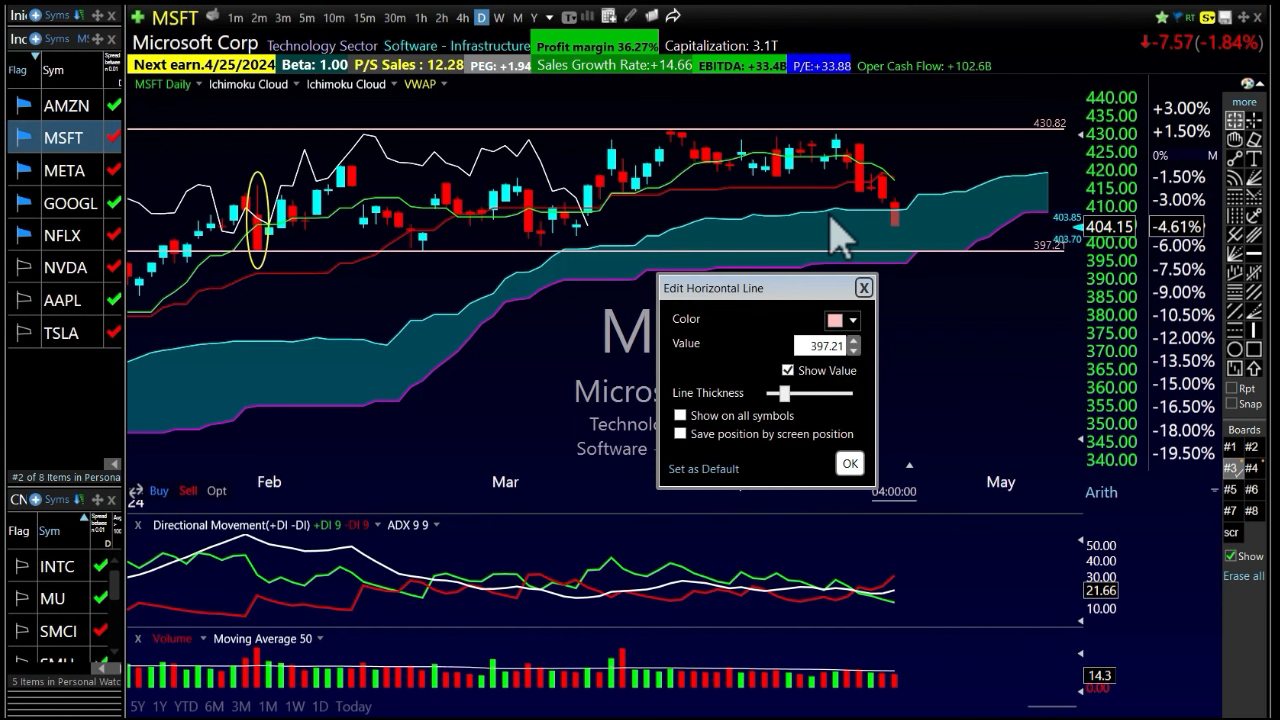 Inic Syms
MSFT 1m 2m 3m 5m 10m 15m 30m 1h 2h 4h D W M Y
RT S
Inc Syms MS
Microsoft Corp Technology Sector Software - Infrastructure Profit margin 36.27% Capitalization: 3.1T
-7.57(-1.84%)
Flag Sym
Next earn.4/25/2024 Beta: 1.00 P/S Sales : 12.28 PEG: +1.94 Sales Growth Rate:+14.66 EBITDA: +33.4B P/E:+33.88 Oper Cash Flow: +102.6B
MSFT Daily Ichimoku Cloud Ichimoku Cloud VWAP
AMZN
MSFT
META
GOOGL
NFLX
NVDA
AAPL
TSLA
#2 of 8 Items in Persona
430.82
397.21
403.85
403.70
440.00
435.00
430.00
425.00
420.00
415.00
410.00
404.15
400.00
395.00
390.00
385.00
380.00
375.00
370.00
365.00
360.00
355.00
350.00
345.00
340.00
+3.00%
+1.50%
0% M
-1.50%
-3.00%
-4.61%
-6.00%
-7.50%
-9.00%
-10.50%
-12.00%
-13.50%
-15.00%
-16.50%
-18.00%
-19.50%
more
Rpt
Snap
Boards
#1 #2
#3 #4
#5 #6
#7 #8
scr
Show
Erase all
M
Micros
Technolo
Software -
Edit Horizontal Line X
Color
Value 397.21
Show Value
Line Thickness
Show on all symbols
Save position by screen position
Set as Default OK
Feb Mar May
24
Buy Sell Opt
04:00:00
Arith
CN Syms
Flag Sym
INTC
MU
SMCI
5 Items in Personal Watc
X Directional Movement(+DI -DI) +DI 9 -DI 9 ADX 9 9
50.00
40.00
30.00
21.66
10.00
X Volume Moving Average 50
14.3
0.00
5Y 1Y YTD 6M 3M 1M 1W 1D Today